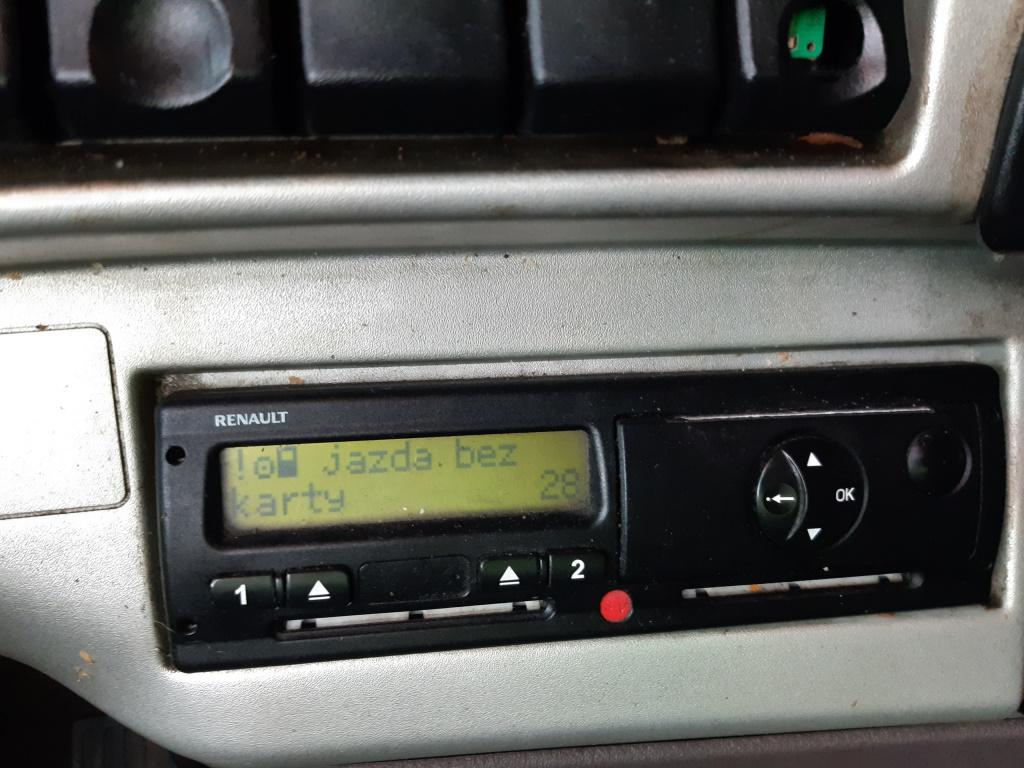 RENAULT
! jazda bez
karty 28
OK
1 2